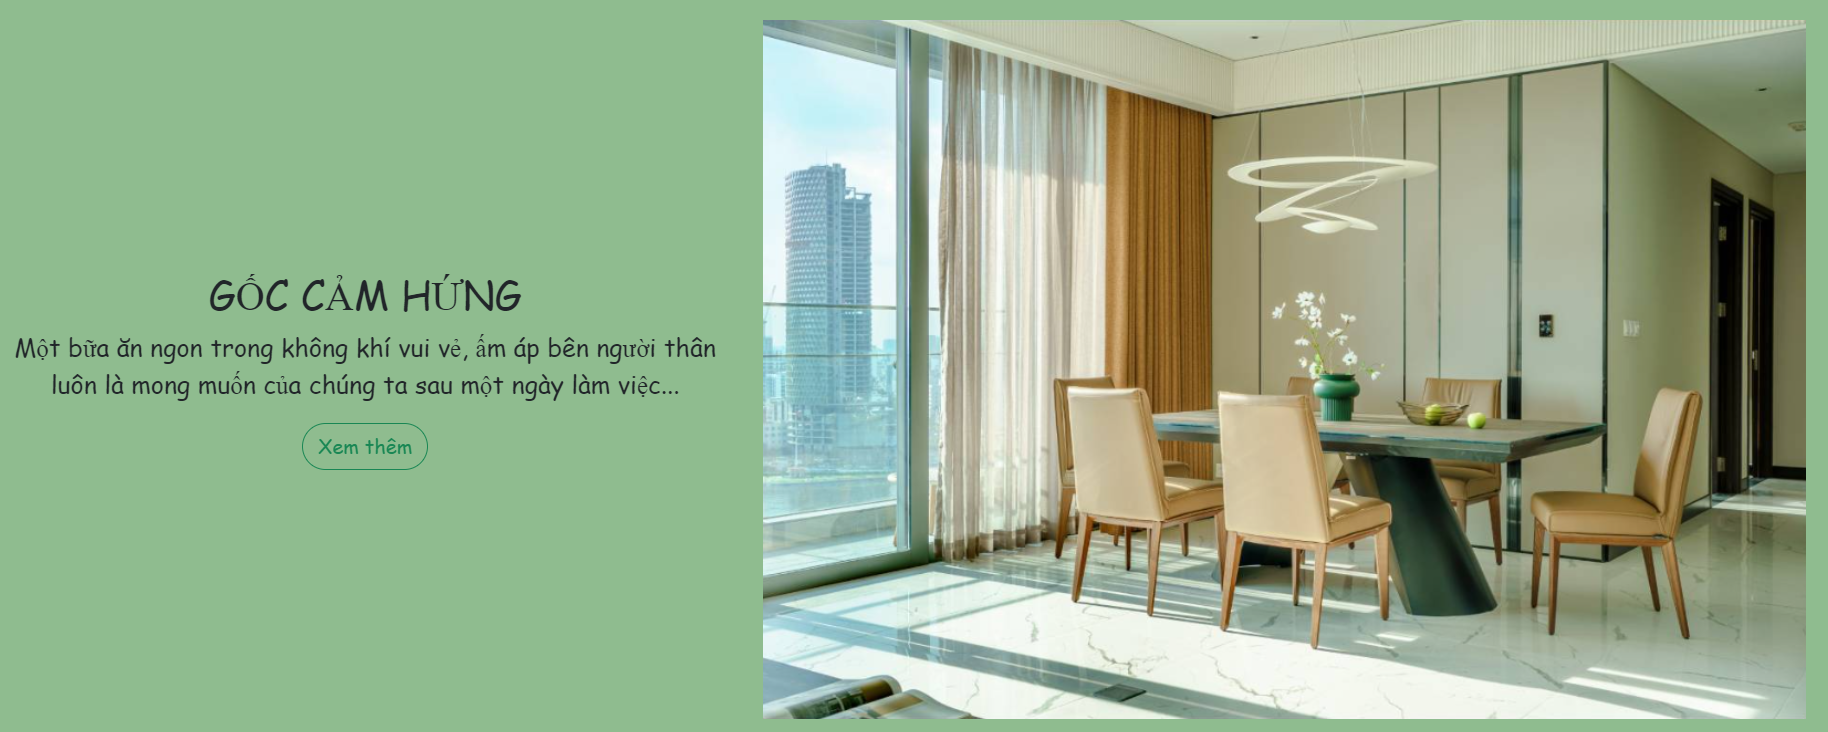 GỐC CẢM HỨNG
Một bữa ăn ngon trong không khí vui vẻ, ấm áp bên người thân
luôn là mong muốn của chúng ta sau một ngày làm việc...
Xem thêm